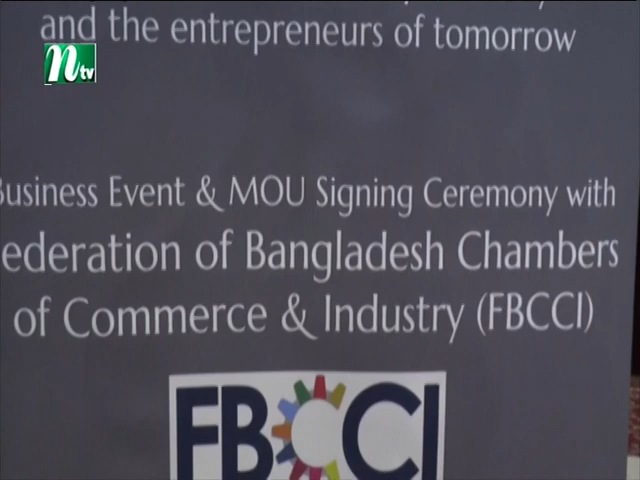 and the entrepreneurs of tomorrow
ntv
Business Event & MOU Signing Ceremony with
ederation of Bangladesh Chambers
of Commerce & Industry (FBCCI)
FBCCI